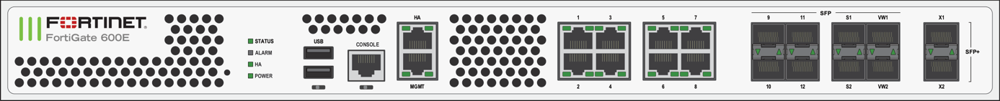 FORTINET®
FortiGate 600E
STATUS
ALARM
HA
POWER
USB
CONSOLE
HA
MGMT
1 3
2 4
5 7
6 8
SFP
9 11 S1 VW1
10 12 S2 VW2
X1
X2
SFP+